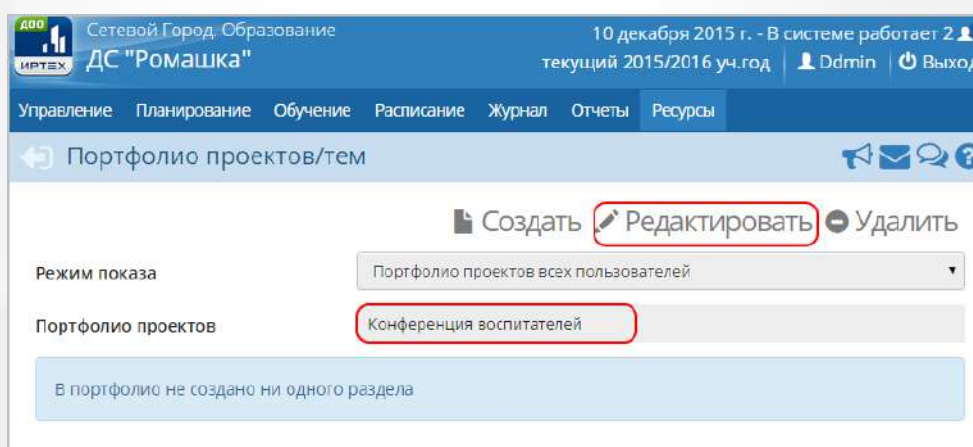 ДОО
ИРТЕХ
Сетевой Город. Образование
ДС "Ромашка"
10 декабря 2015 г. - В системе работает 2
текущий 2015/2016 уч.год Ddmin Выход
Управление Планирование Обучение Расписание Журнал Отчеты Ресурсы
Портфолио проектов/тем
Создать Редактировать Удалить
Режим показа Портфолио проектов всех пользователей
Портфолио проектов Конференция воспитателей
В портфолио не создано ни одного раздела